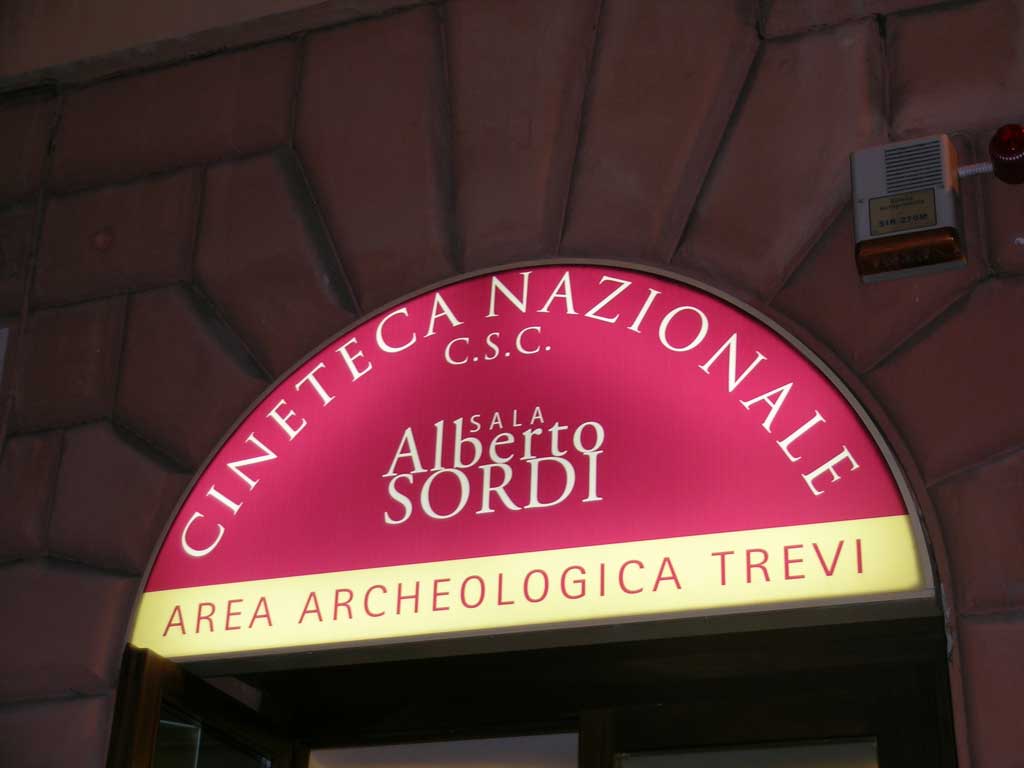 CINETECA NAZIONALE
C.S.C.
SALA
Alberto
SORDI
AREA ARCHEOLOGICA TREVI